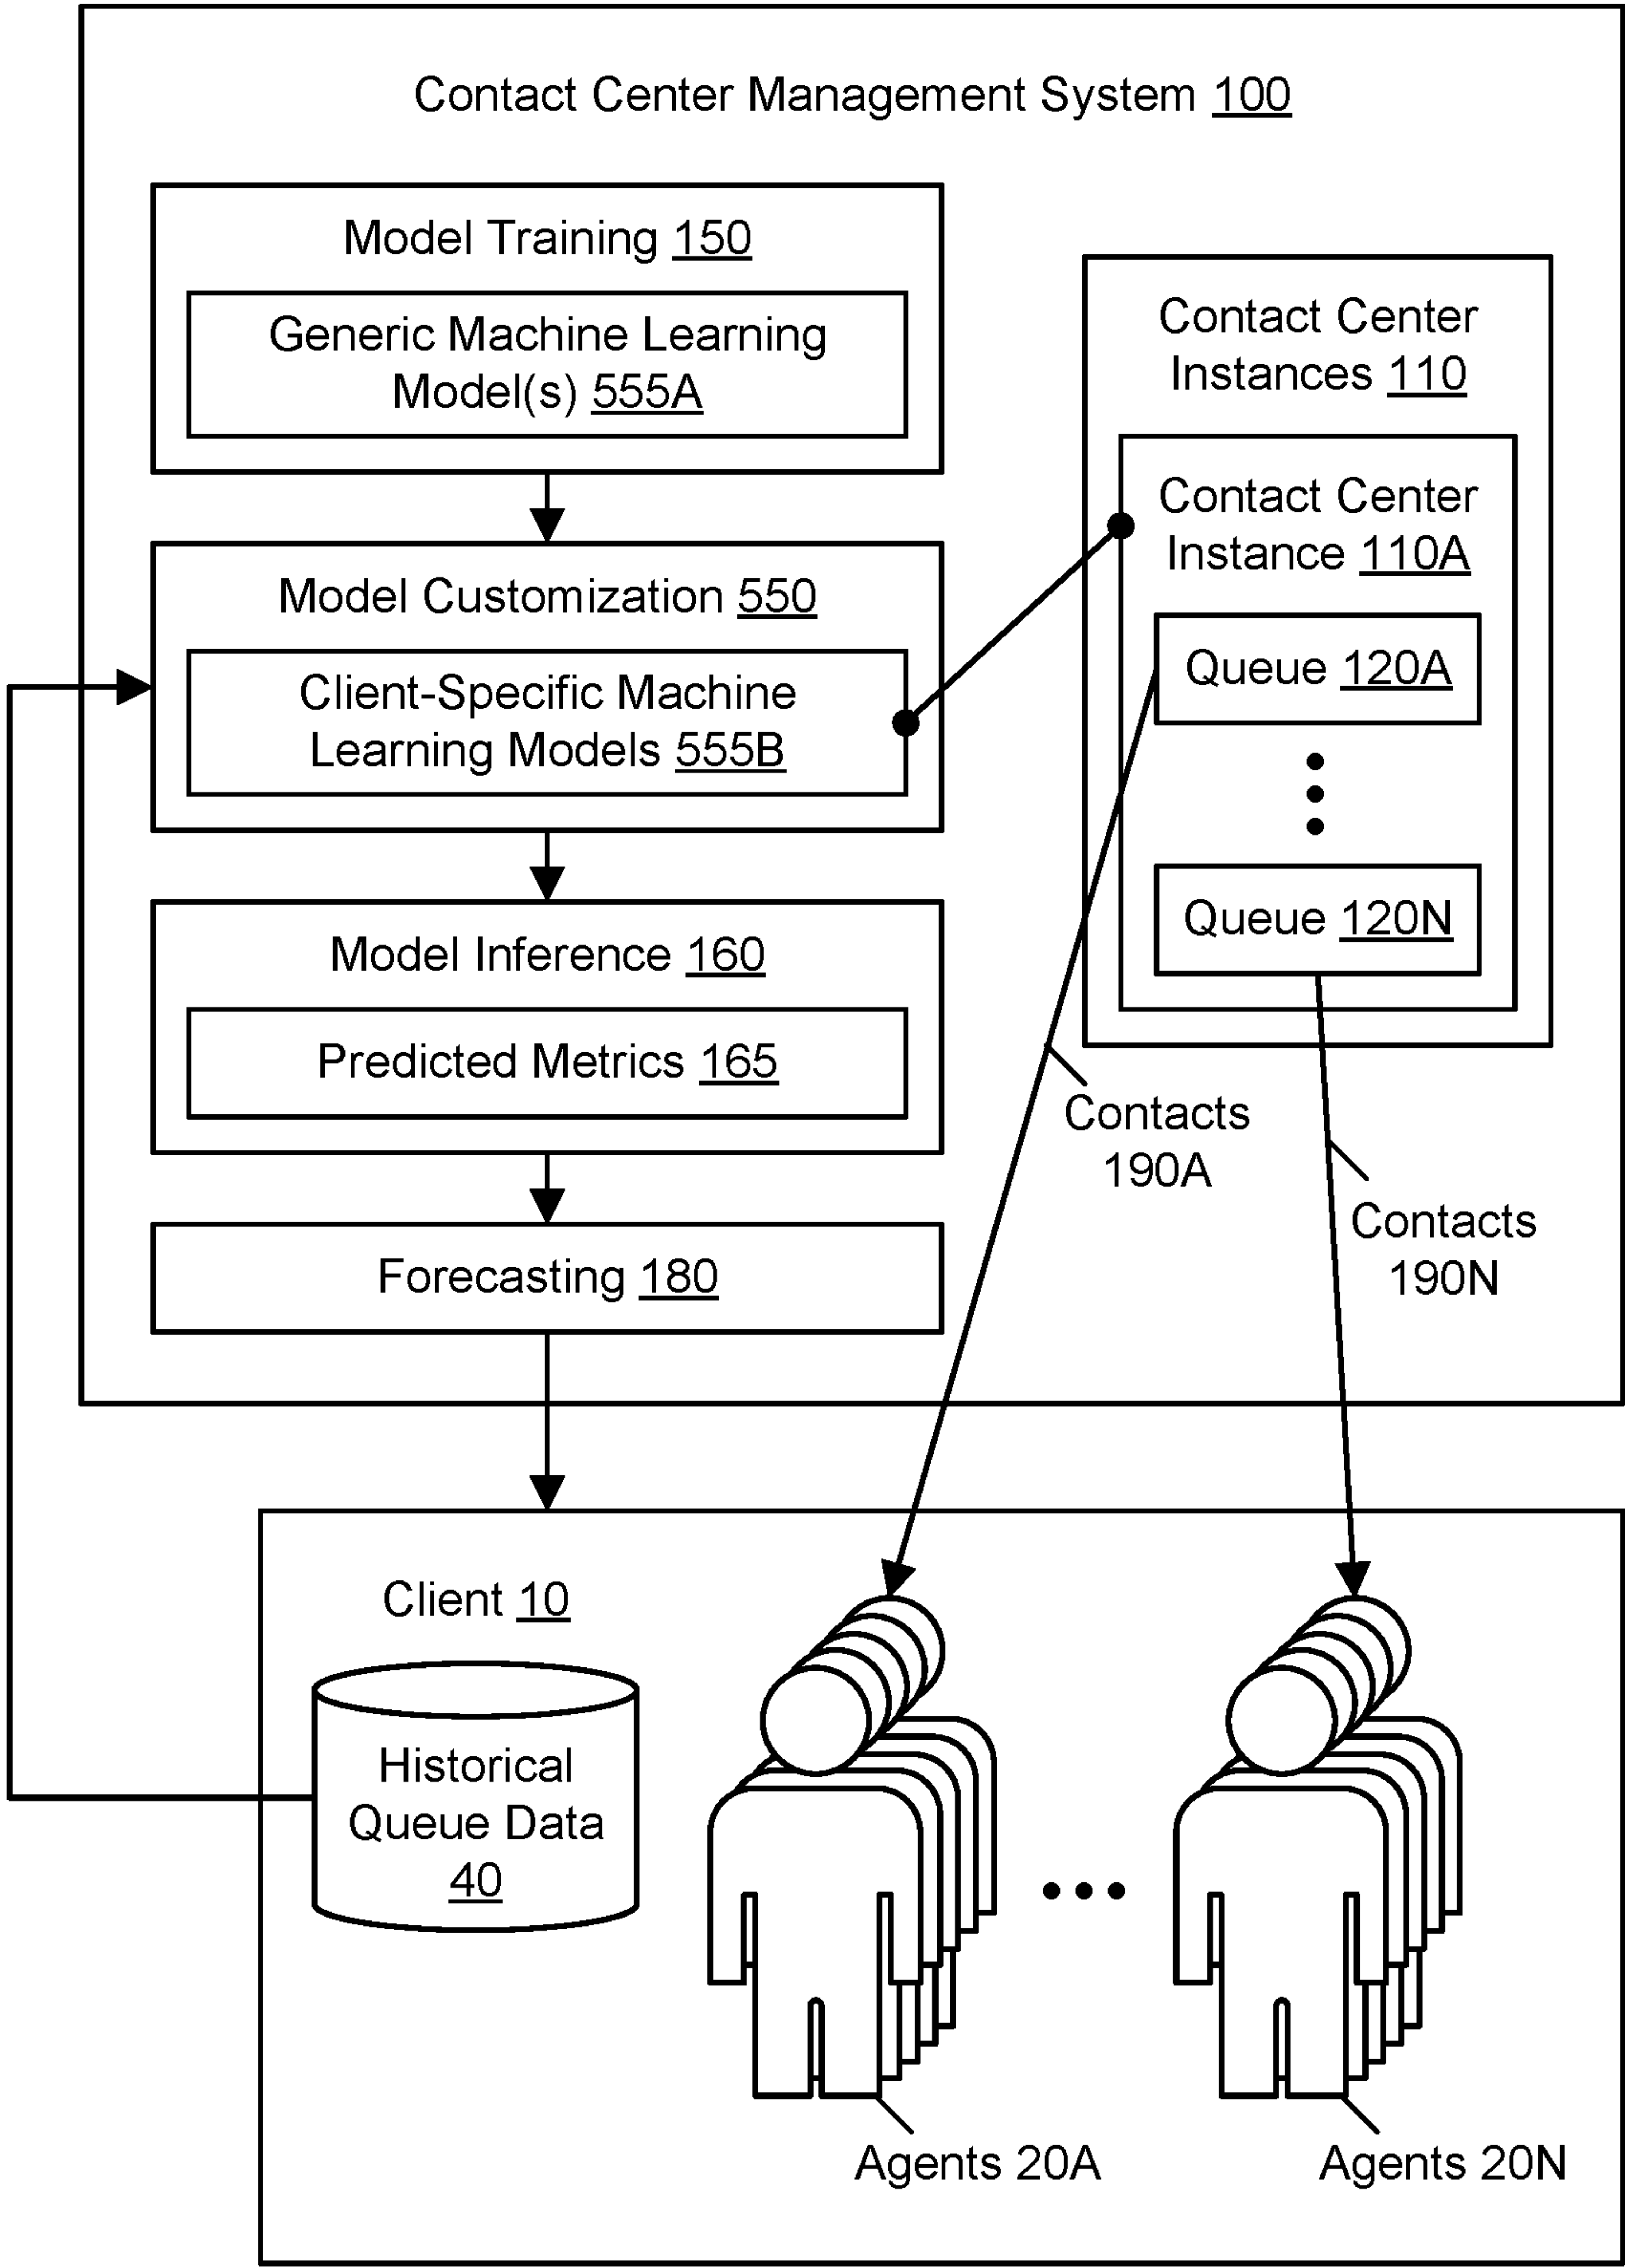 Contact Center Management System 100
Model Training 150
Generic Machine Learning
Model(s) 555A
Model Customization 550
Client-Specific Machine
Learning Models 555B
Model Inference 160
Predicted Metrics 165
Forecasting 180
Contact Center
Instances 110
Contact Center
Instance 110A
Queue 120A
Queue 120N
Contacts
190A
Contacts
190N
Client 10
Historical
Queue Data
40
Agents 20A
Agents 20N